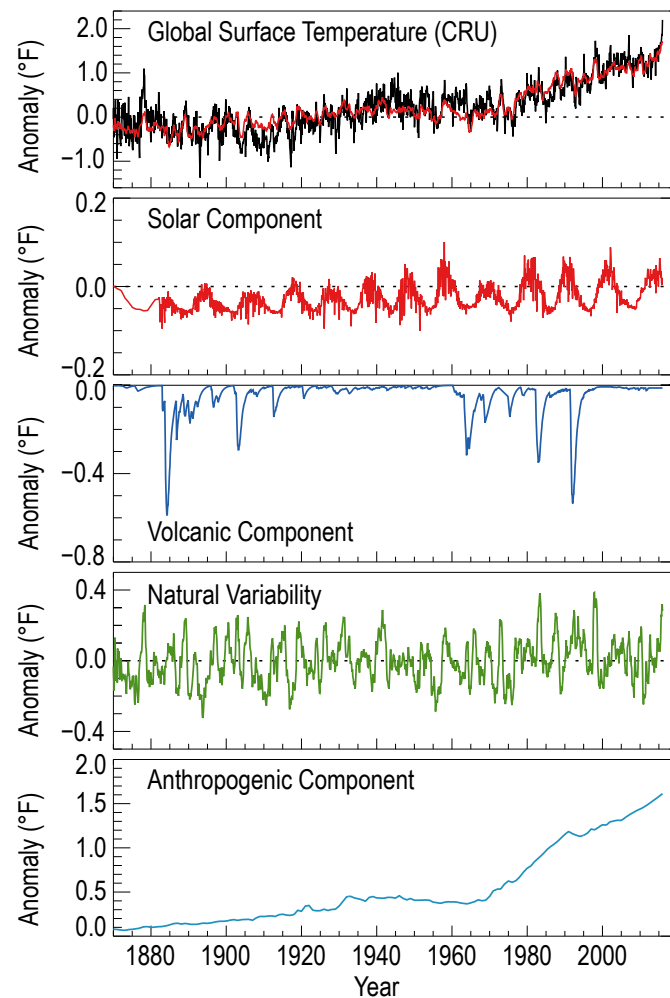 Global Surface Temperature (CRU)
2.0
1.0
0.0
−1.0
Anomaly (°F)
Solar Component
0.2
0.0
−0.2
Anomaly (°F)
0.0
−0.4
−0.8
Anomaly (°F)
Volcanic Component
Natural Variability
0.4
0.0
−0.4
Anomaly (°F)
Anthropogenic Component
2.0
1.5
1.0
0.5
0.0
Anomaly (°F)
1880 1900 1920 1940 1960 1980 2000
Year